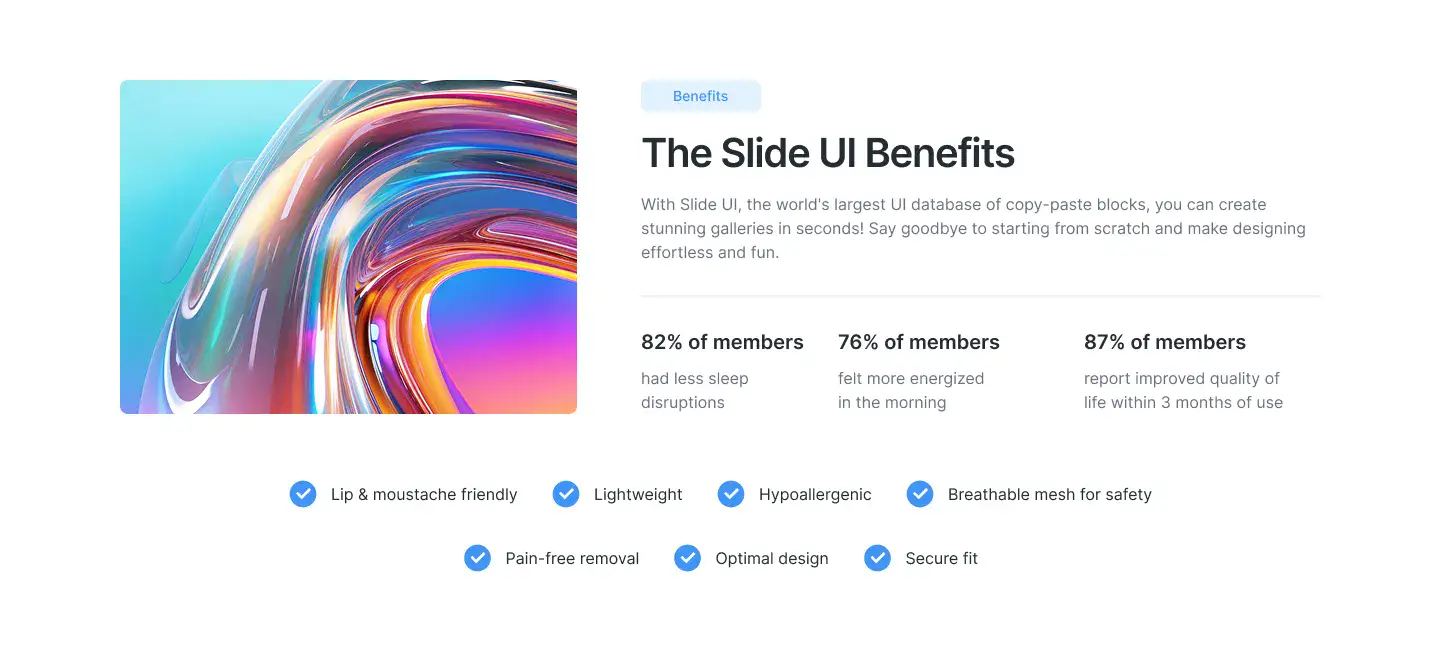 Benefits
The Slide UI Benefits
With Slide UI, the world's largest UI database of copy-paste blocks, you can create
stunning galleries in seconds! Say goodbye to starting from scratch and make designing
effortless and fun.
82% of members
had less sleep
disruptions
76% of members
felt more energized
in the morning
87% of members
report improved quality of
life within 3 months of use
Lip & moustache friendly
Lightweight
Hypoallergenic
Breathable mesh for safety
Pain-free removal
Optimal design
Secure fit